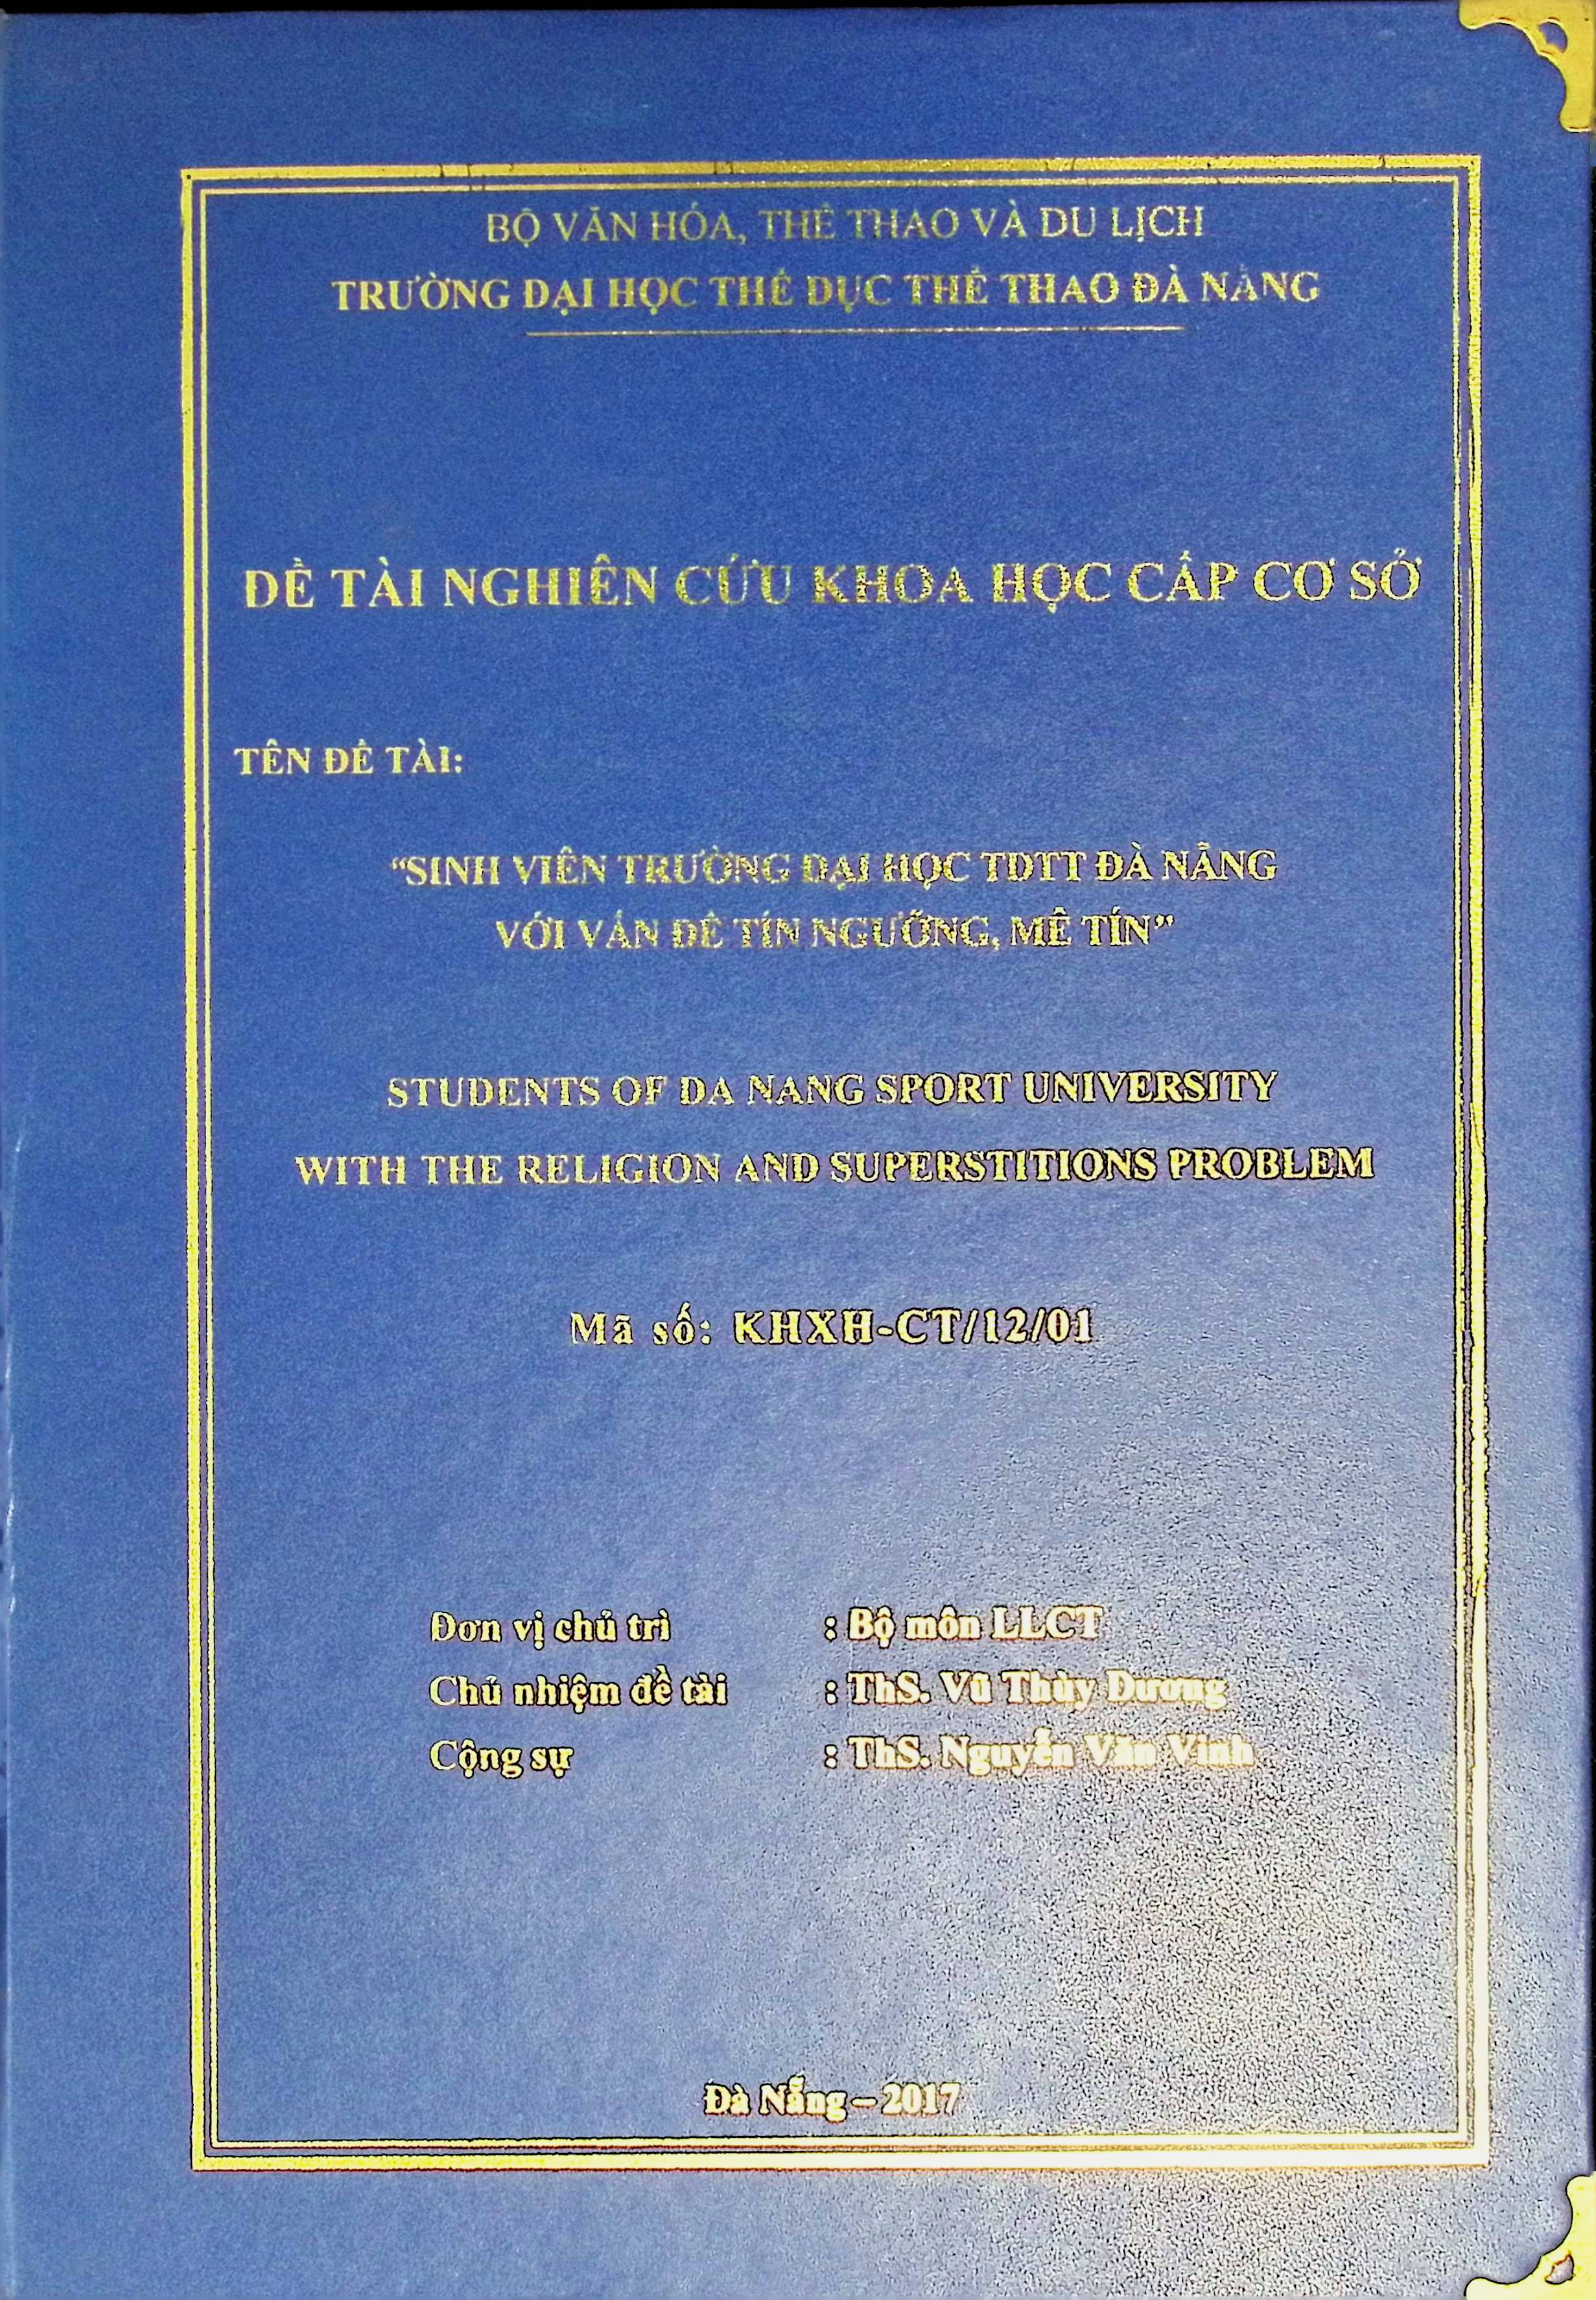 BỘ VĂN HÓA, THỂ THAO VÀ DU LỊCH
TRƯỜNG ĐẠI HỌC THỂ DỤC THỂ THAO ĐÀ NẴNG
ĐỀ TÀI NGHIÊN CỨU KHOA HỌC CẤP CƠ SỞ
TÊN ĐỀ TÀI:
“SINH VIÊN TRƯỜNG ĐẠI HỌC TDTT ĐÀ NẴNG
VỚI VẤN ĐỀ TÍN NGƯỠNG, MÊ TÍN”
STUDENTS OF DA NANG SPORT UNIVERSITY
WITH THE RELIGION AND SUPERSTITIONS PROBLEM
Mã số: KHXH-CT/12/01
Đơn vị chủ trì : Bộ môn LLCT
Chủ nhiệm đề tài : ThS. Vũ Thùy Dương
Cộng sự : ThS. Nguyễn Văn Vinh
Đà Nẵng – 2017